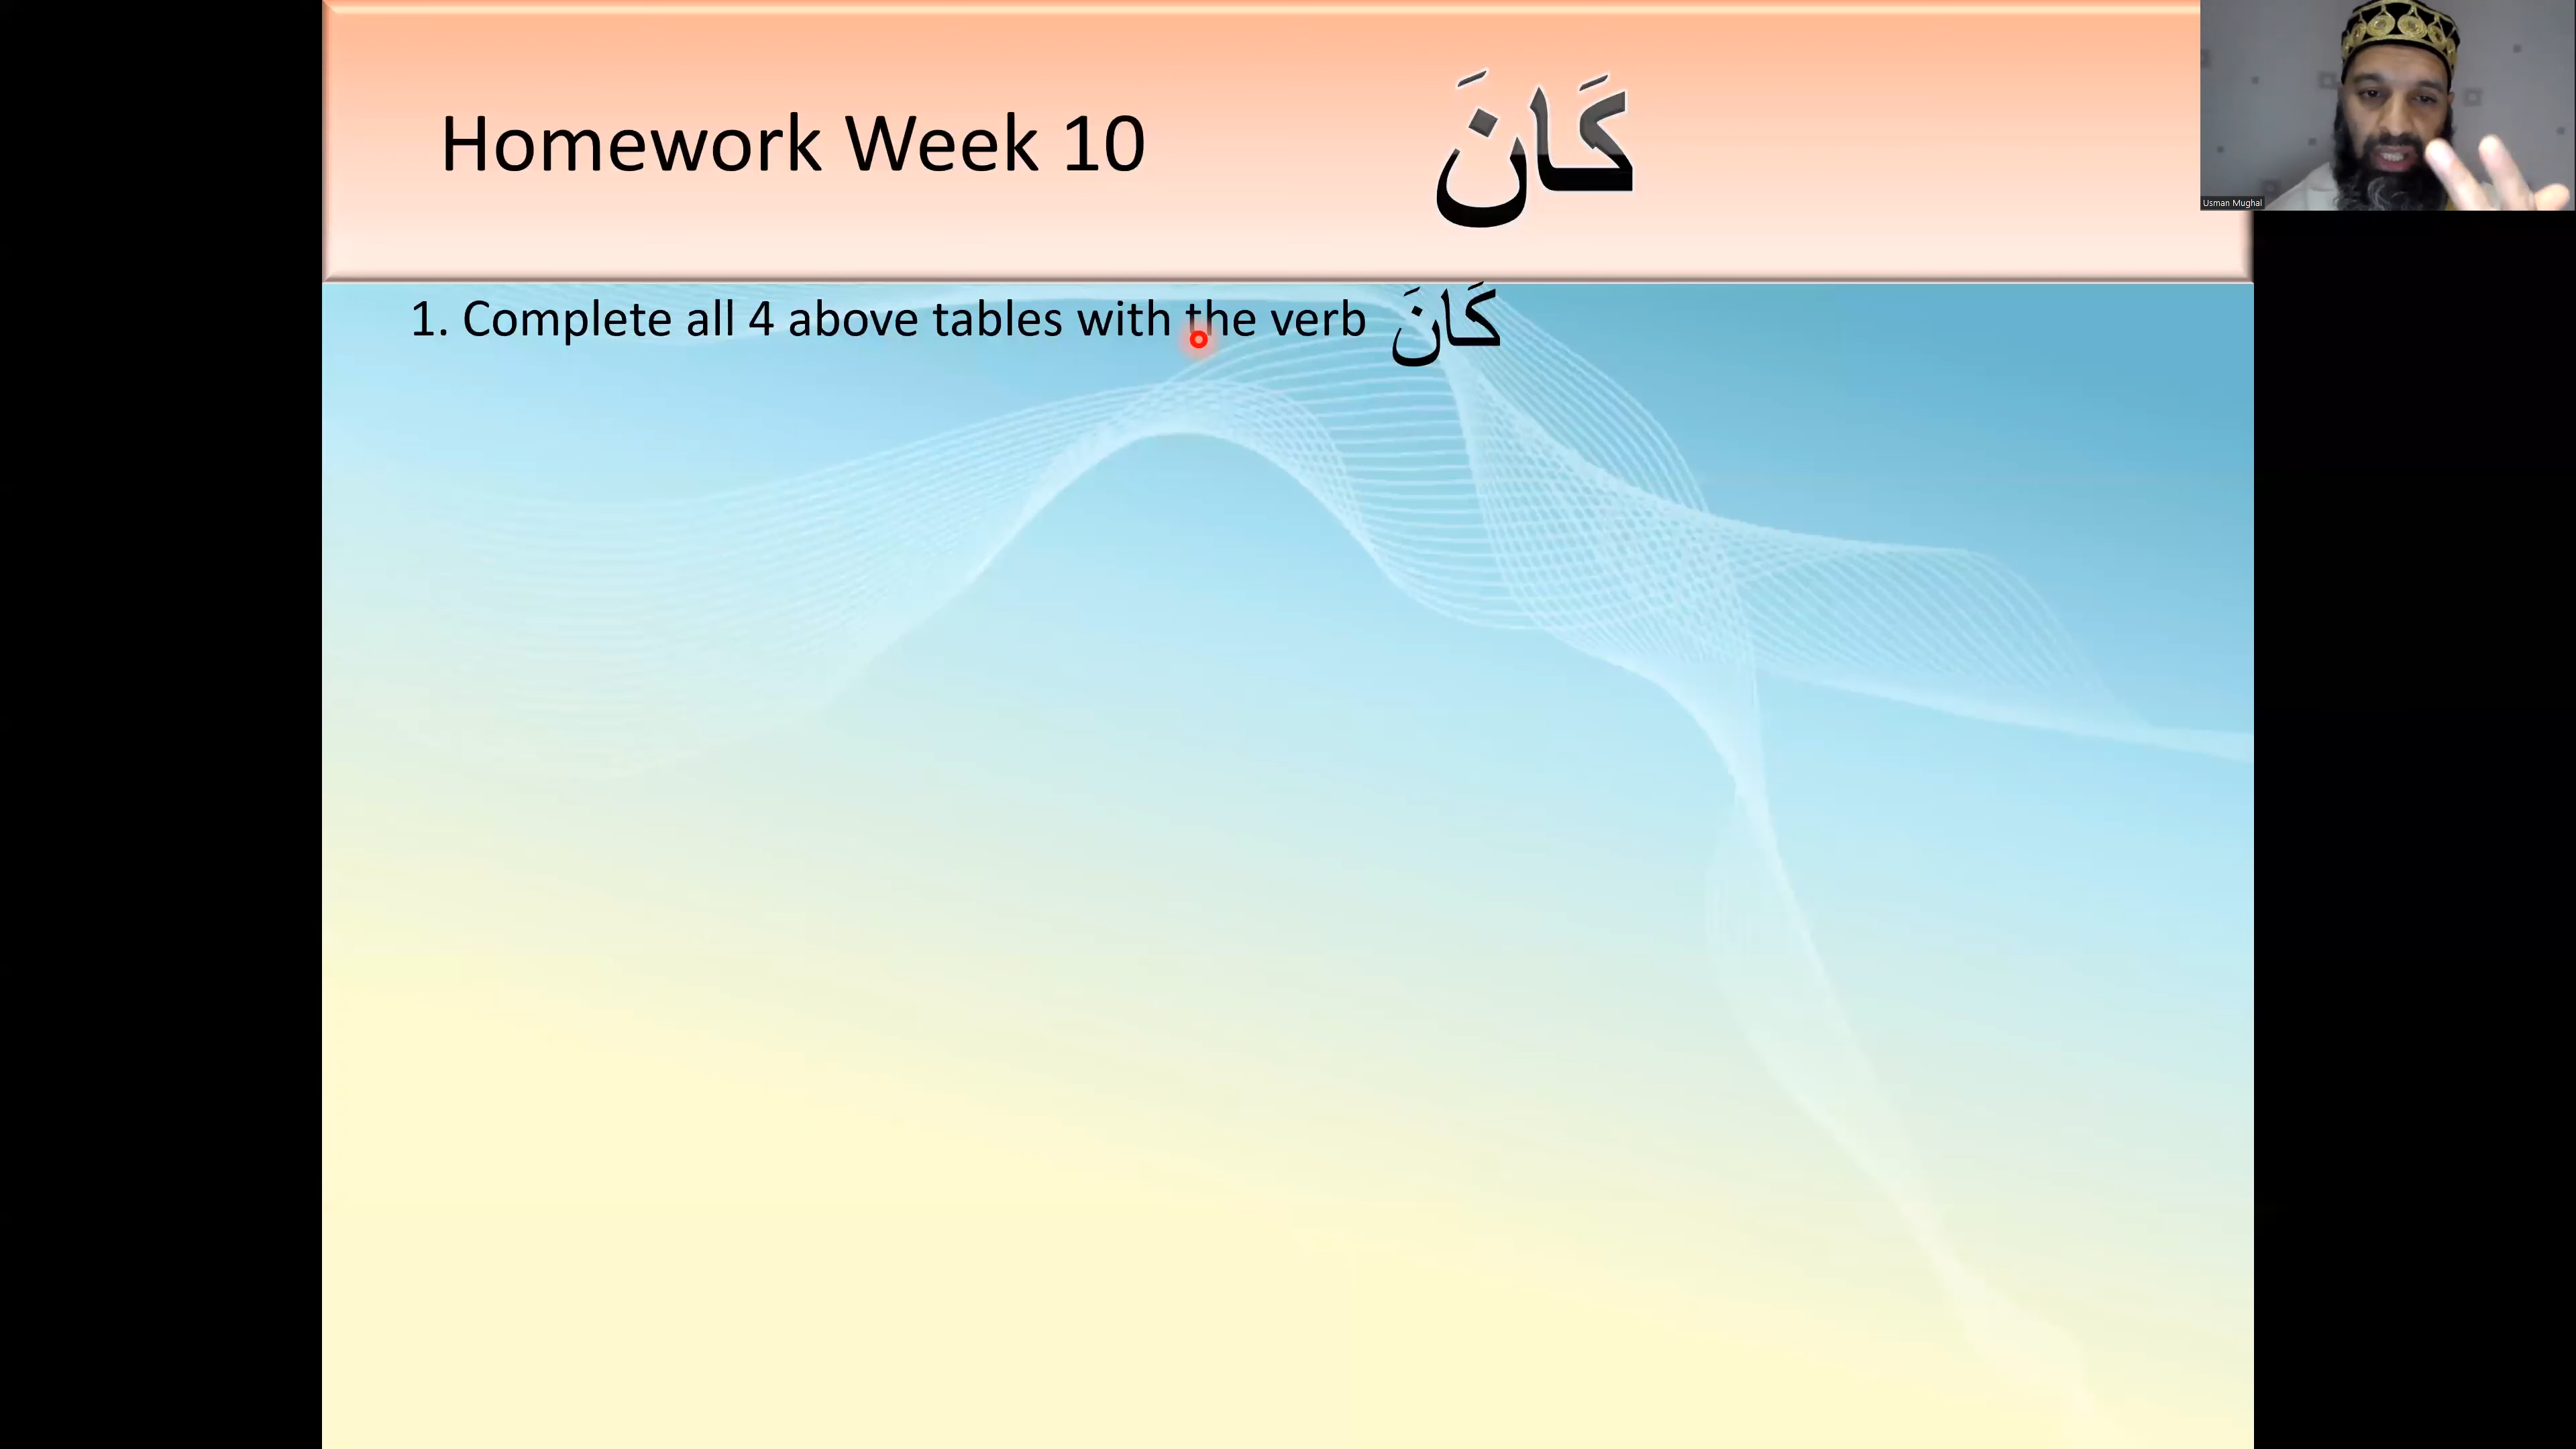 Homework Week 10 كَانَ
Usman Mughal
1. Complete all 4 above tables with the verb كَانَ